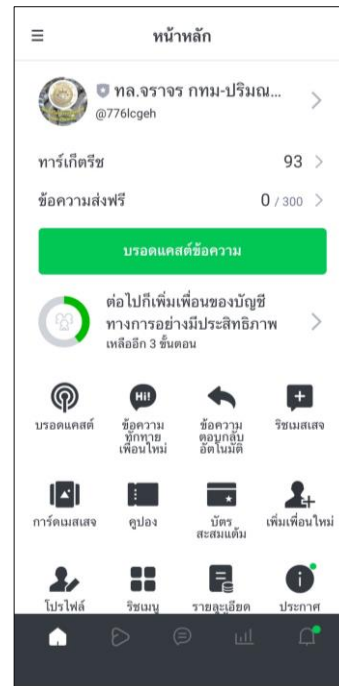 หน้าหลัก
ทล.จราจร กทม-ปริมณ...
@776lcgeh
ทาร์เก็ตรีช 93
ข้อความส่งฟรี 0 / 300
บรอดแคสต์ข้อความ
ต่อไปก็เพิ่มเพื่อนของบัญชี
ทางการอย่างมีประสิทธิภาพ
เหลืออีก 3 ขั้นตอน
Hi!
บรอดแคสต์ ข้อความ ข้อความ ริชเมสเสจ
ทักทาย ตอบกลับ
เพื่อนใหม่ อัตโนมัติ
การ์ดเมสเสจ คูปอง บัตร เพิ่มเพื่อนใหม่
สะสมแต้ม
โปรไฟล์ ริชเมนู รายละเอียด ประกาศ